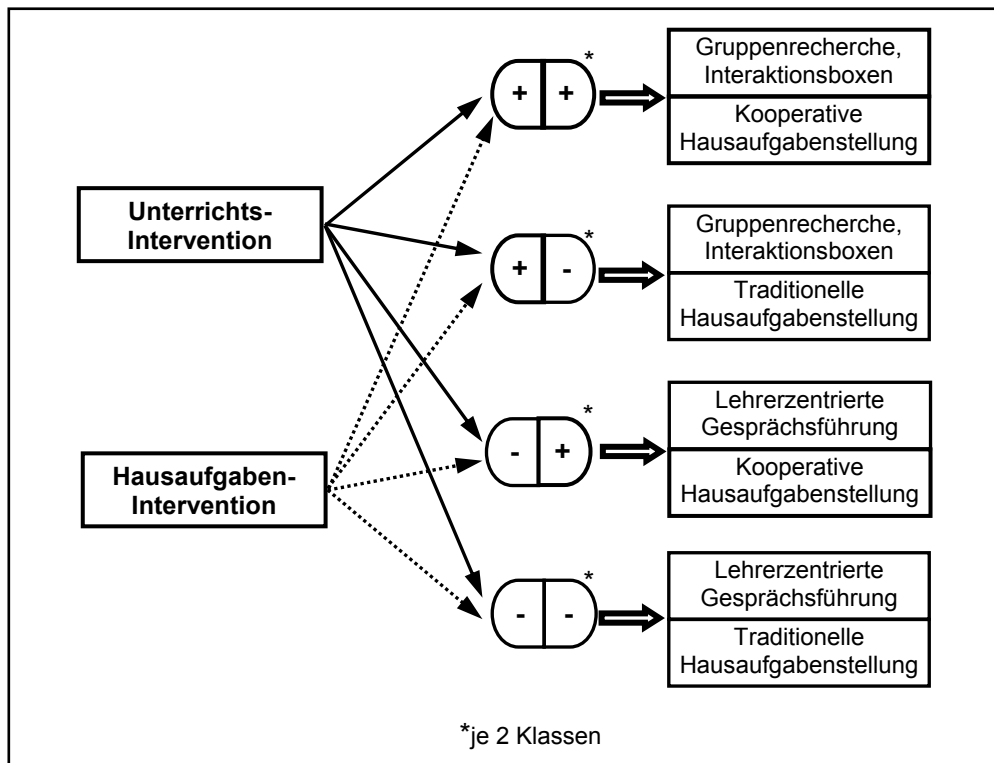 *
+ +
Gruppenrecherche,
Interaktionsboxen
Kooperative
Hausaufgabenstellung
Unterrichts-
Intervention
*
+ -
Gruppenrecherche,
Interaktionsboxen
Traditionelle
Hausaufgabenstellung
Hausaufgaben-
Intervention
*
- +
Lehrerzentrierte
Gesprächsführung
Kooperative
Hausaufgabenstellung
*
- -
Lehrerzentrierte
Gesprächsführung
Traditionelle
Hausaufgabenstellung
*je 2 Klassen